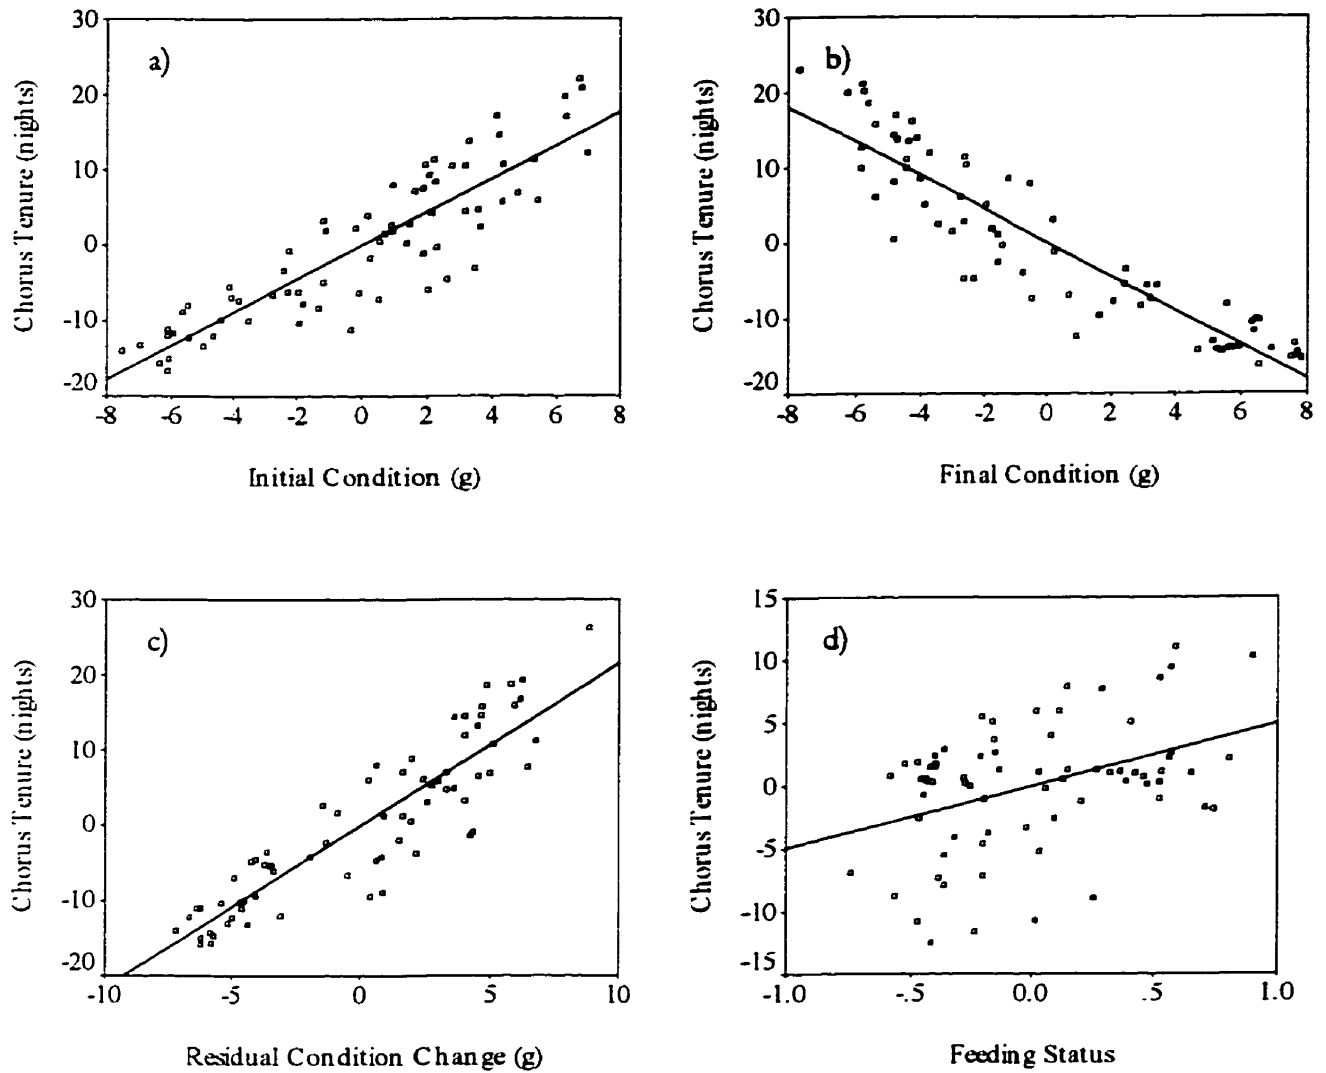 a)
Chorus Tenure (nights)
30
20
10
0
-10
-20
-8 -6 -4 -2 0 2 4 6 8
Initial Condition (g)
b)
Chorus Tenure (nights)
30
20
10
0
-10
-20
-8 -6 -4 -2 0 2 4 6 8
Final Condition (g)
c)
Chorus Tenure (nights)
30
20
10
0
-10
-20
-10 -5 0 5 10
Residual Condition Change (g)
d)
Chorus Tenure (nights)
15
10
5
0
-5
-10
-15
-1.0 -.5 0.0 .5 1.0
Feeding Status